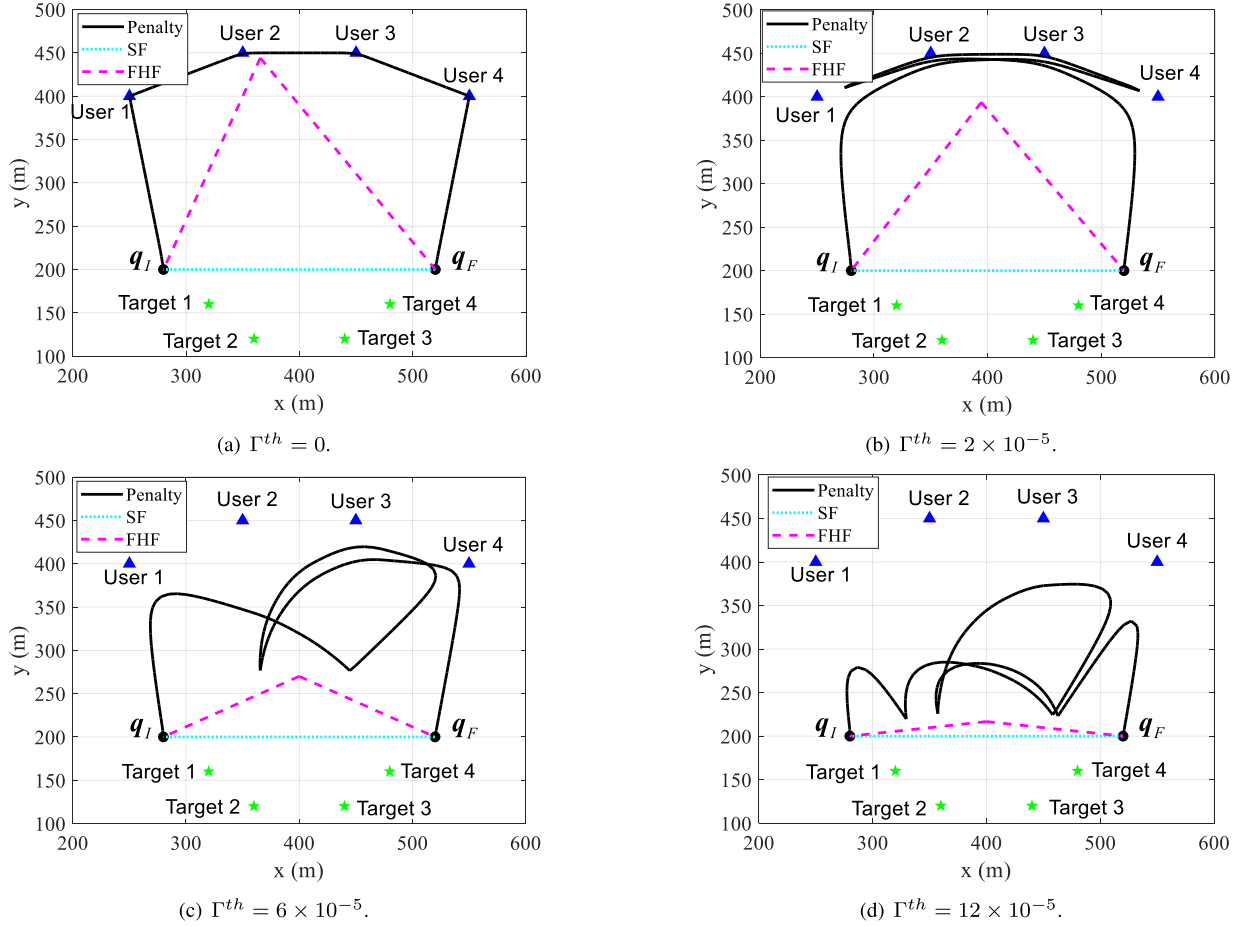 500
450
400
350
300
250
200
150
100
y (m)
Penalty
SF
FHF
User 2
User 3
User 4
User 1
q_I
q_F
Target 1
Target 4
Target 2
Target 3
200
300
400
500
600
x (m)
(a) Γ^{th} = 0.
500
450
400
350
300
250
200
150
100
y (m)
Penalty
SF
FHF
User 2
User 3
User 4
User 1
q_I
q_F
Target 1
Target 4
Target 2
Target 3
200
300
400
500
600
x (m)
(b) Γ^{th} = 2 × 10^{-5}.
500
450
400
350
300
250
200
150
100
y (m)
Penalty
SF
FHF
User 2
User 3
User 4
User 1
q_I
q_F
Target 1
Target 4
Target 2
Target 3
200
300
400
500
600
x (m)
(c) Γ^{th} = 6 × 10^{-5}.
500
450
400
350
300
250
200
150
100
y (m)
Penalty
SF
FHF
User 2
User 3
User 4
User 1
q_I
q_F
Target 1
Target 4
Target 2
Target 3
200
300
400
500
600
x (m)
(d) Γ^{th} = 12 × 10^{-5}.